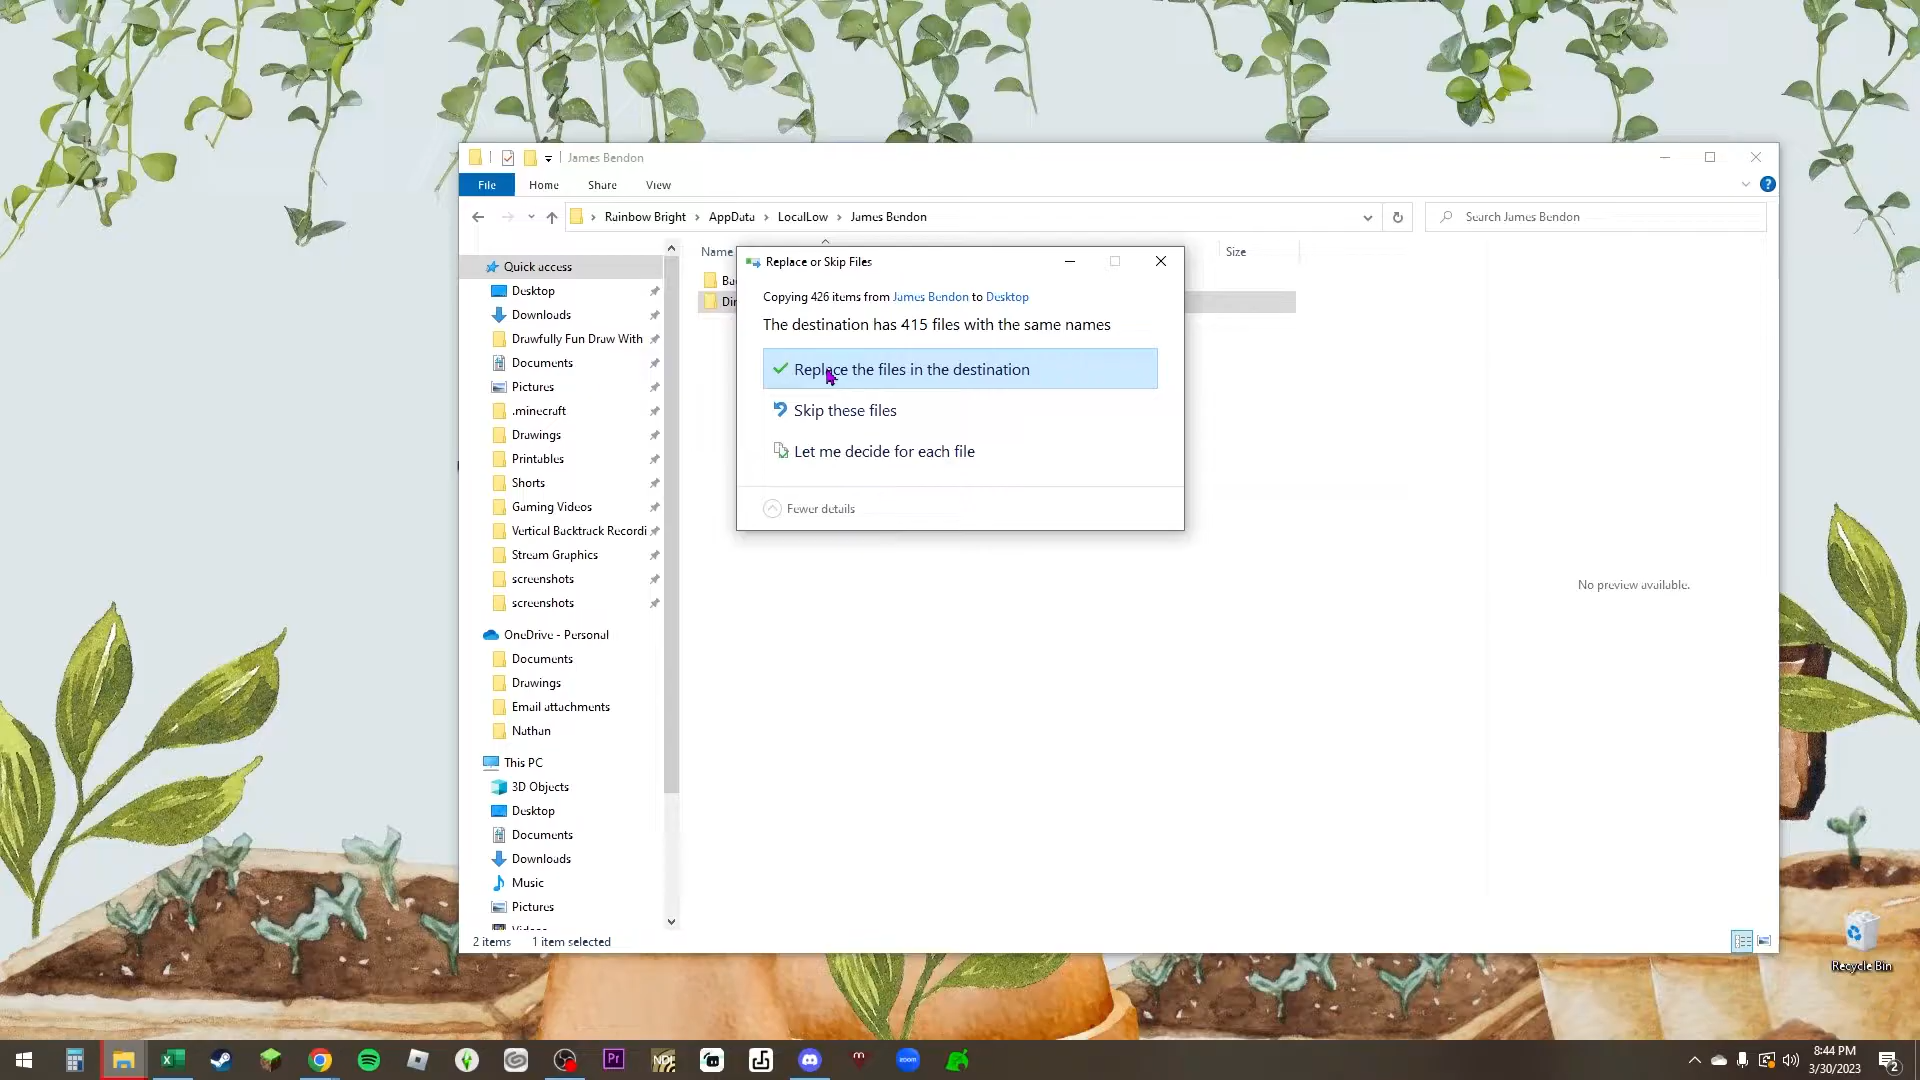 James Bendon
File
Home
Share
View
Rainbow Bright
AppData
LocalLow
James Bendon
Search James Bendon
Name
Size
Quick access
Desktop
Downloads
Drawfully Fun Draw With
Documents
Pictures
.minecraft
Drawings
Printables
Shorts
Gaming Videos
Vertical Backtrack Recordi
Stream Graphics
screenshots
screenshots
OneDrive - Personal
Documents
Drawings
Email attachments
Nathan
This PC
3D Objects
Desktop
Documents
Downloads
Music
Pictures
2 items
1 item selected
Replace or Skip Files
Copying 426 items from James Bendon to Desktop
The destination has 415 files with the same names
Replace the files in the destination
Skip these files
Let me decide for each file
Fewer details
No preview available.
Recycle Bin
Pr
zoom
8:44 PM
3/30/2023
2